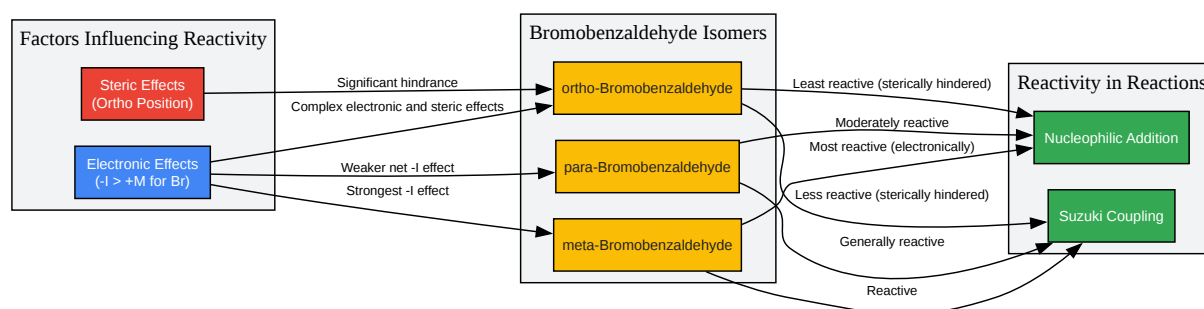 Factors Influencing Reactivity
Steric Effects
(Ortho Position)
Electronic Effects
(-I > +M for Br)
Significant hindrance
Complex electronic and steric effects
Weaker net -I effect
Strongest -I effect
Bromobenzaldehyde Isomers
ortho-Bromobenzaldehyde
para-Bromobenzaldehyde
meta-Bromobenzaldehyde
Least reactive (sterically hindered)
Moderately reactive
Most reactive (electronically)
Less reactive (sterically hindered)
Generally reactive
Reactive
Reactivity in Reactions
Nucleophilic Addition
Suzuki Coupling